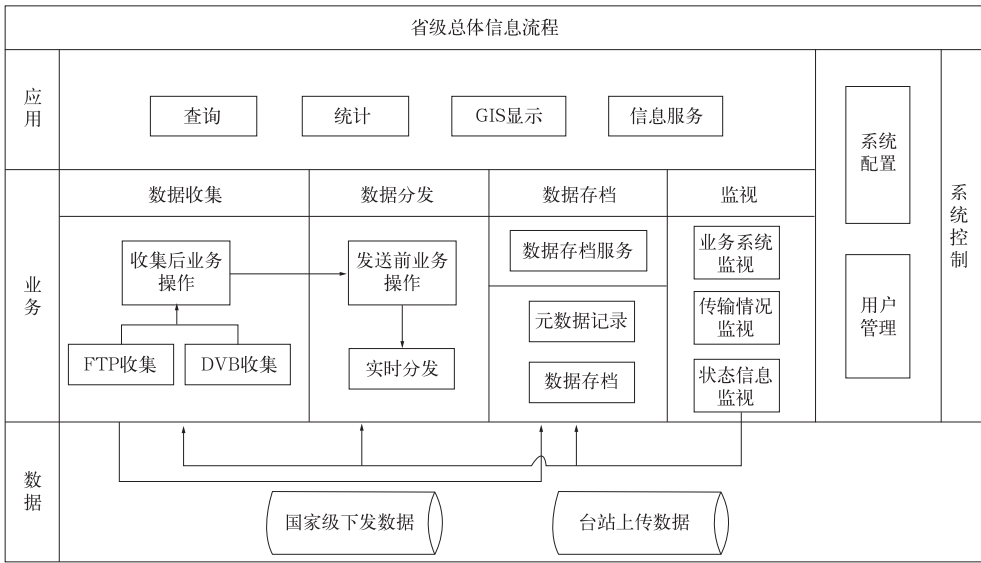 省级总体信息流程
应用
查询
统计
GIS显示
信息服务
业务
数据收集
数据分发
数据存档
监视
收集后业务
操作
FTP收集
DVB收集
发送前业务
操作
实时分发
数据存档服务
元数据记录
数据存档
业务系统
监视
传输情况
监视
状态信息
监视
系统
配置
用户
管理
系统控制
数据
国家级下发数据
台站上传数据